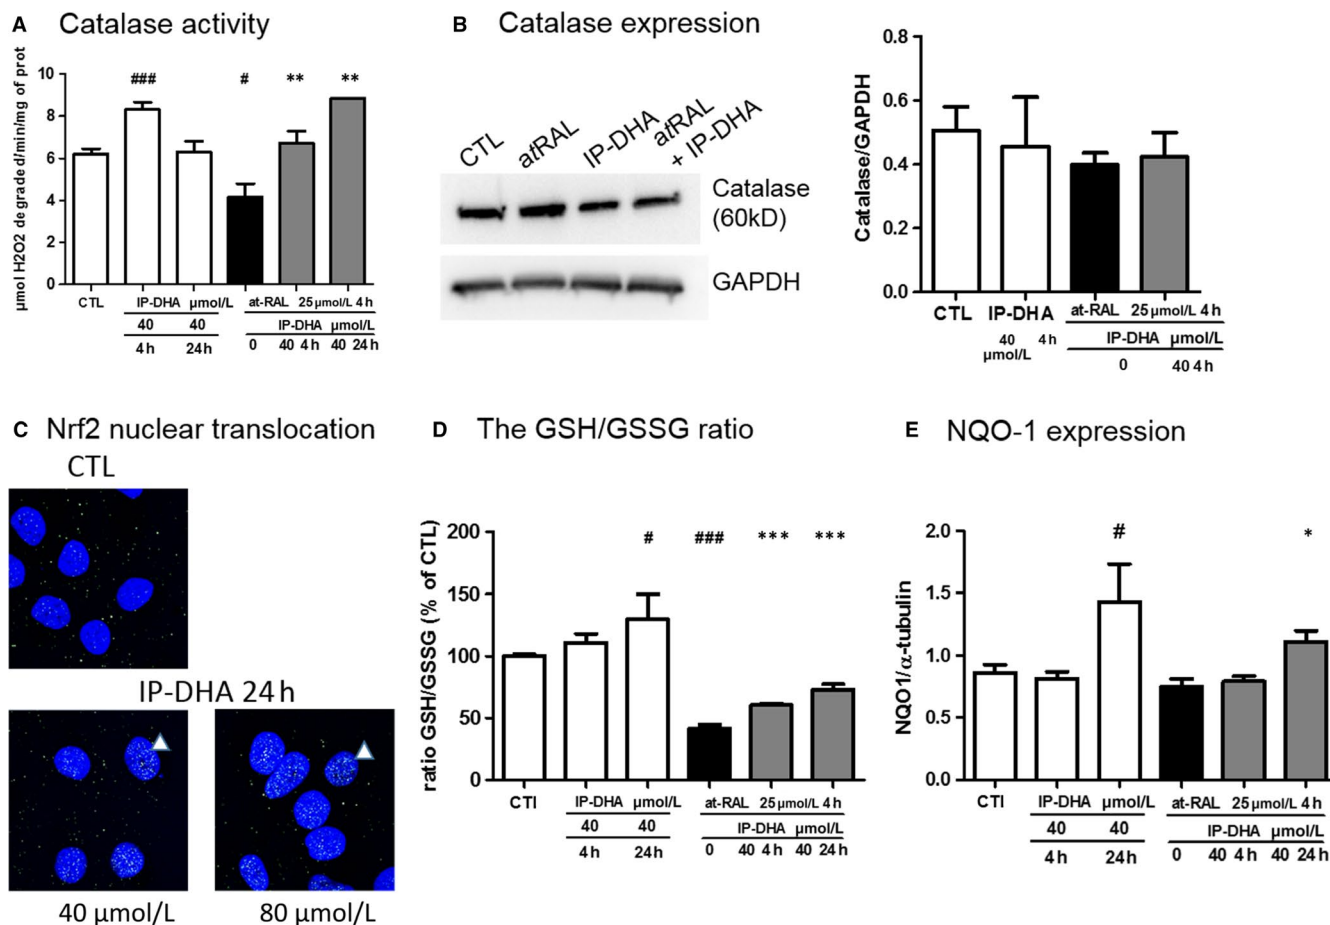 A Catalase activity
µmol H2O2 degraded/min/mg of prot
10
8
6
4
2
0
### # ** **
CTL IP-DHA µmol/L at-RAL 25 µmol/L 4 h
40 40 IP-DHA µmol/L
4 h 24 h 0 40 4 h 40 24 h
B Catalase expression
CTL atRAL IP-DHA atRAL
+ IP-DHA
Catalase
(60kD)
GAPDH
Catalase/GAPDH
0.8
0.6
0.4
0.2
0.0
CTL IP-DHA at-RAL 25 µmol/L 4 h
40 4 h IP-DHA µmol/L
µmol/L
0 40 4 h
C Nrf2 nuclear translocation
CTL
IP-DHA 24 h
40 µmol/L 80 µmol/L
D The GSH/GSSG ratio
ratio GSH/GSSG (% of CTL)
200
150
100
50
0
# ### *** ***
CTl IP-DHA µmol/L at-RAL 25 µmol/L 4 h
40 40 IP-DHA µmol/L
4 h 24 h 0 40 4 h 40 24 h
E NQO-1 expression
NQO1/α-tubulin
2.0
1.5
1.0
0.5
0.0
# *
CTl IP-DHA µmol/L at-RAL 25 µmol/L 4 h
40 40 IP-DHA µmol/L
4 h 24 h 0 40 4 h 40 24 h